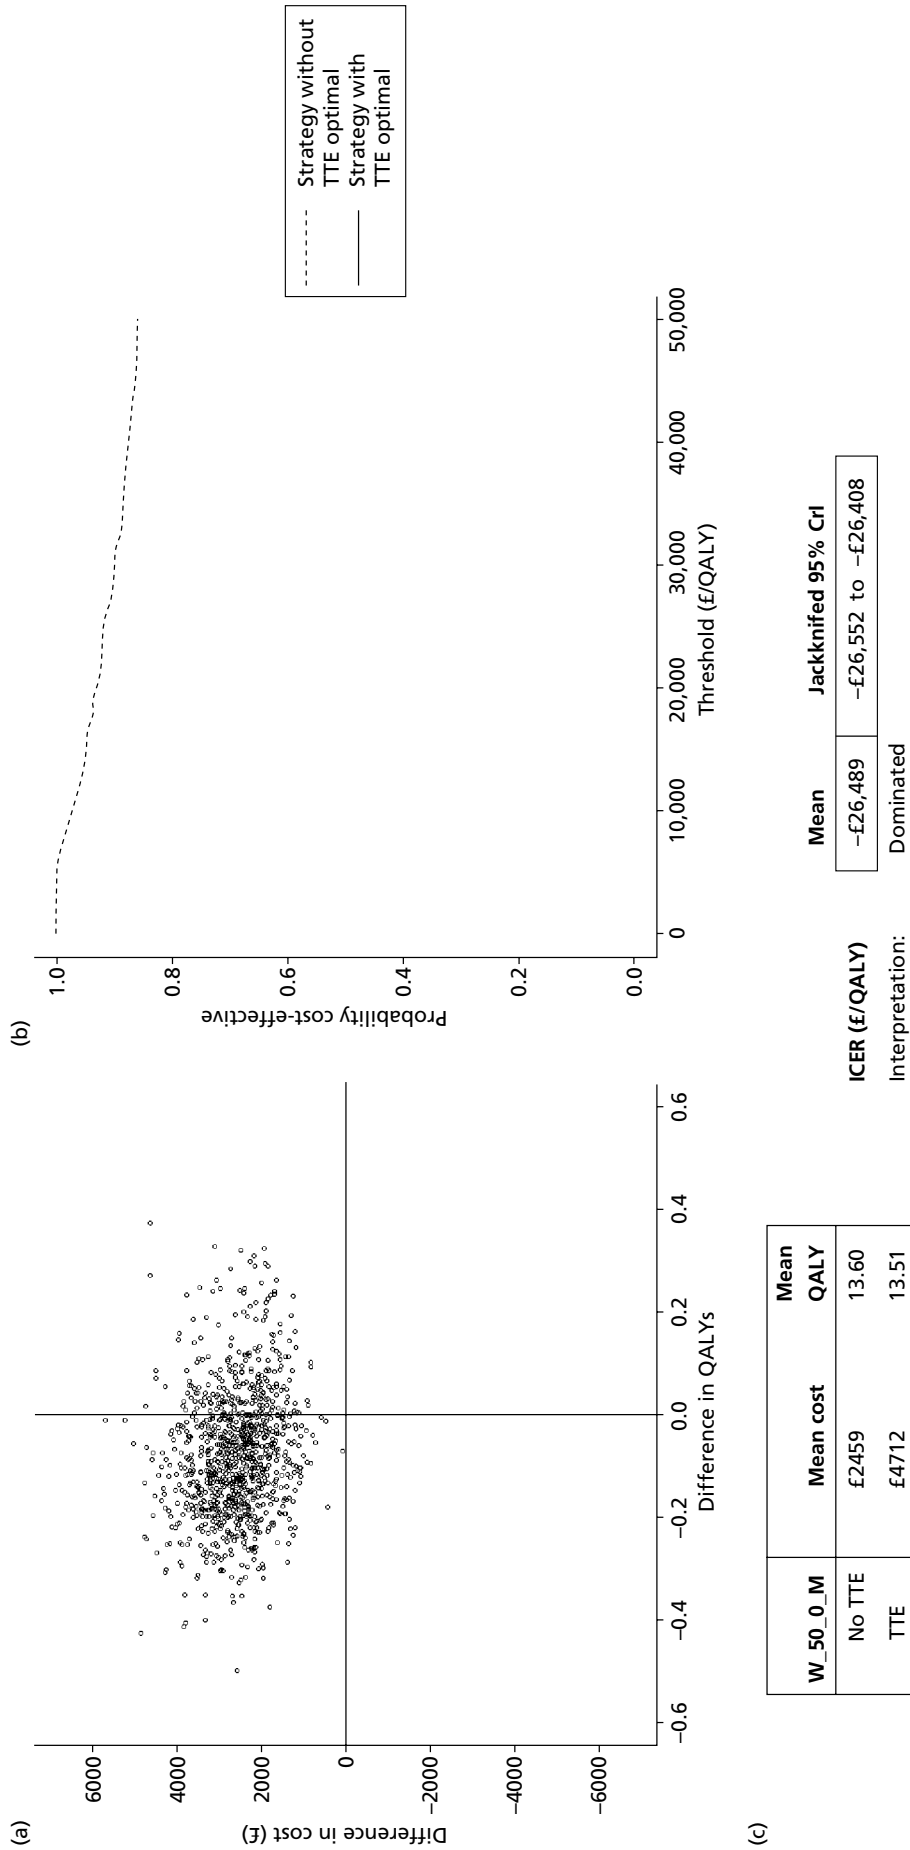 (a)
6000
4000
2000
0
−2000
−4000
−6000
Difference in cost (£)
−0.6
−0.4
−0.2
0.0
0.2
0.4
0.6
Difference in QALYs
(b)
1.0
0.8
0.6
0.4
0.2
0.0
Probability cost-effective
0
10,000
20,000
30,000
40,000
50,000
Threshold (£/QALY)
Strategy without
TTE optimal
Strategy with
TTE optimal
(c)
W_50_0_M Mean cost Mean QALY
No TTE £2459 13.60
TTE £4712 13.51
Mean Jackknifed 95% CrI
ICER (£/QALY) −£26,489 −£26,552 to −£26,408
Interpretation: Dominated